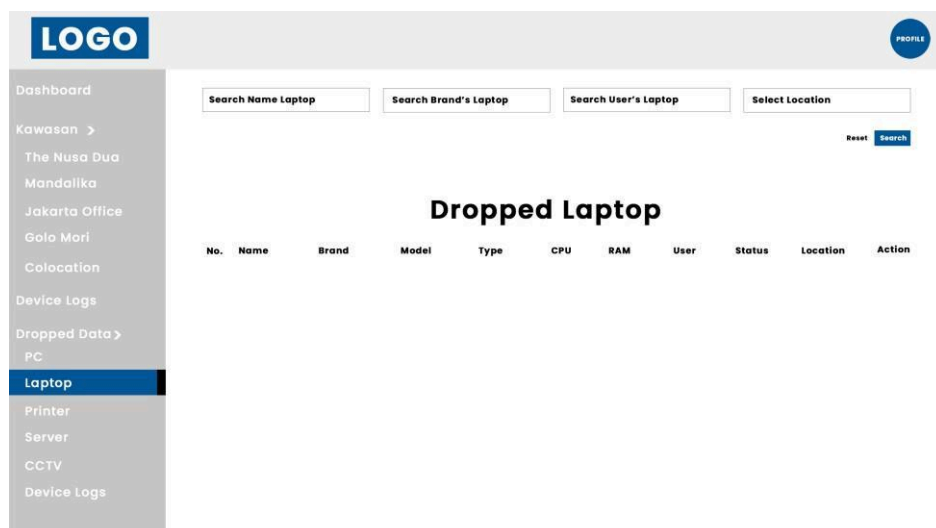 LOGO
PROFILE
Dashboard
Kawasan >
The Nusa Dua
Mandalika
Jakarta Office
Golo Mori
Colocation
Device Logs
Dropped Data >
PC
Laptop
Printer
Server
CCTV
Device Logs
Search Name Laptop
Search Brand's Laptop
Search User's Laptop
Select Location
Reset Search
Dropped Laptop
No. Name Brand Model Type CPU RAM User Status Location Action